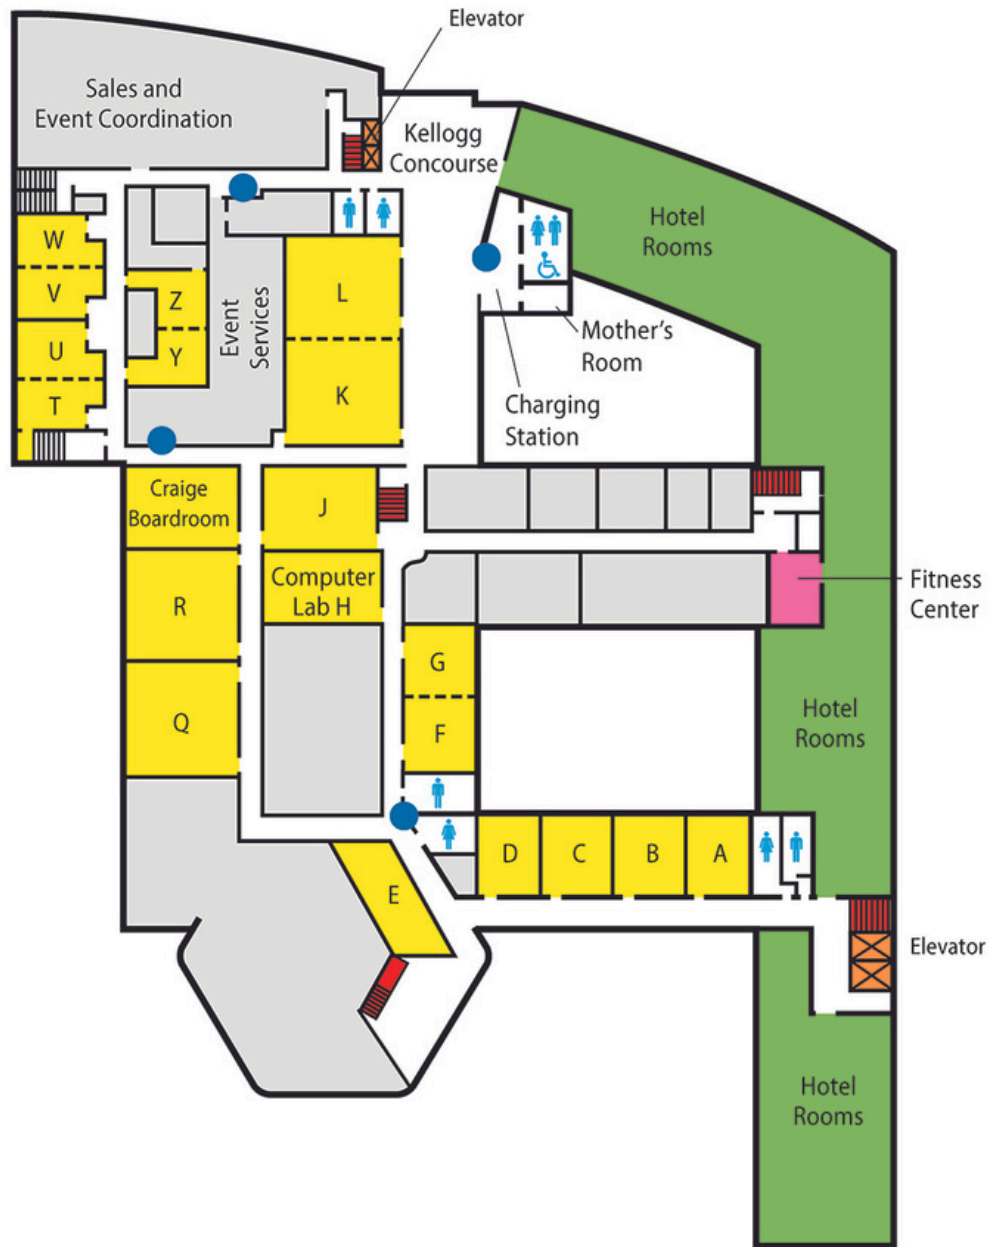 Elevator
Sales and
Event Coordination
Kellogg
Concourse
Hotel
Rooms
W
V
U
T
Z
Y
Event
Services
L
K
Mother's
Room
Charging
Station
Craige
Boardroom
J
Computer
Lab H
R
Q
G
F
Fitness
Center
Hotel
Rooms
D
C
B
A
E
Elevator
Hotel
Rooms